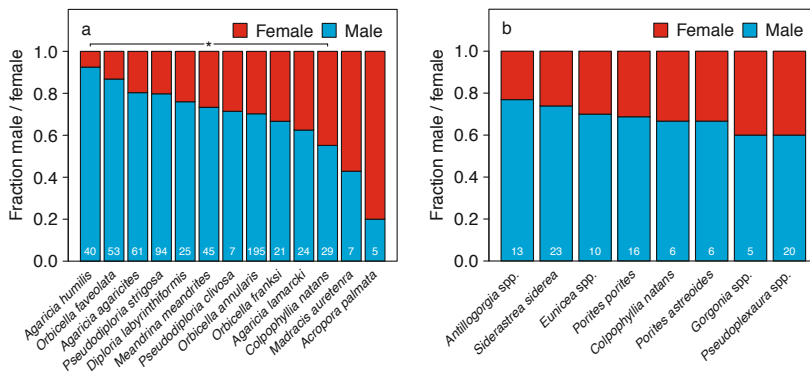 a
Female Male
*
Fraction male / female
1.0
0.8
0.6
0.4
0.2
0.0
40 53 61 94 25 45 7 195 21 24 29 7 5
Agaricia humilis
Orbicella faveolata
Agaricia agaricites
Pseudodiploria strigosa
Diploria labyrinthiformis
Meandrina meandrites
Pseudodiploria clivosa
Orbicella annularis
Orbicella franksi
Agaricia lamarcki
Colpophyllia natans
Madracis auretenra
Acropora palmata
b
Female Male
Fraction male / female
1.0
0.8
0.6
0.4
0.2
0.0
13 23 10 16 6 6 5 20
Antillogorgia spp.
Siderastrea siderea
Eunicea spp.
Porites porites
Colpophyllia natans
Porites astreoides
Gorgonia spp.
Pseudoplexaura spp.